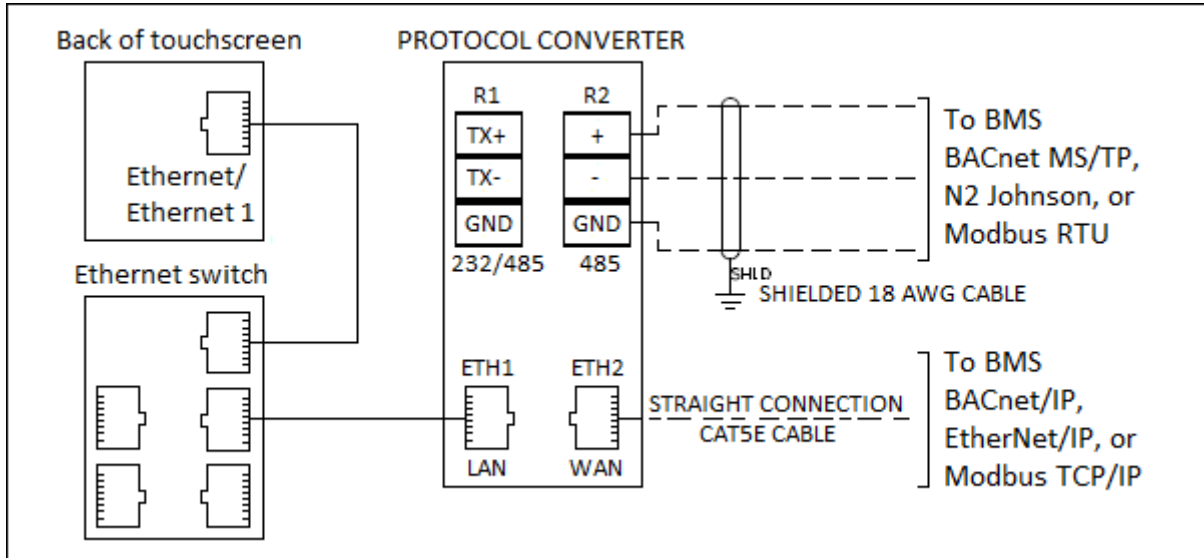 Back of touchscreen
Ethernet/
Ethernet 1
Ethernet switch
PROTOCOL CONVERTER
R1
R2
TX+
+
TX-
-
GND
GND
232/485
485
ETH1
ETH2
LAN
WAN
SHLD
SHIELDED 18 AWG CABLE
To BMS
BACnet MS/TP,
N2 Johnson, or
Modbus RTU
STRAIGHT CONNECTION
CAT5E CABLE
To BMS
BACnet/IP,
EtherNet/IP, or
Modbus TCP/IP